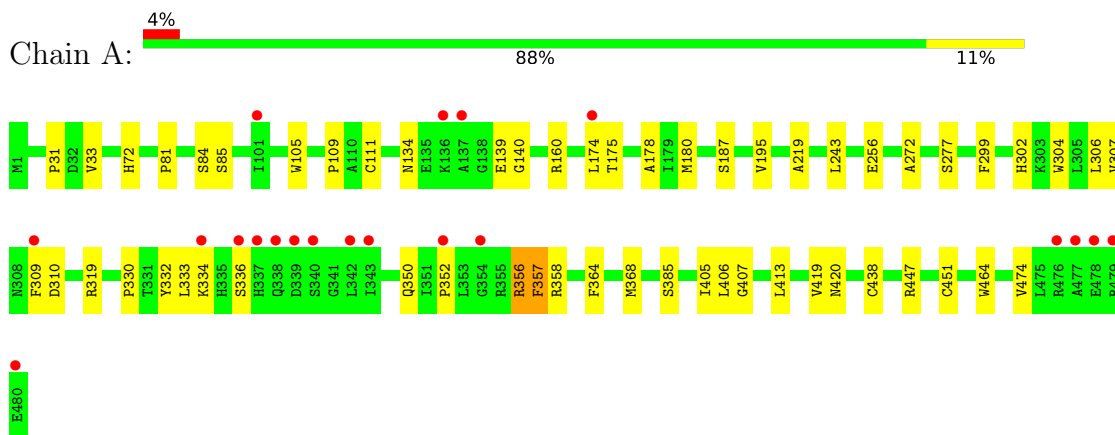 4%
Chain A:
88% 11%
M1 P31 D32 V33 H72 P81 S84 S85 I101 W105 P109 A110 C111 N134 E135 K136 A137 G138 E139 G140 R160 L174 T175 A178 I179 M180 S187 V195 A219 L243 E256 A272 S277 F299 H302 K303 W304 L305 L306 V307
N308 F309 D310 R319 P330 T331 Y332 L333 K334 H335 S336 H337 Q338 D339 S340 G341 L342 I343 Q350 I351 P352 L353 G354 R355 R356 F357 R358 F364 M368 S385 I405 L406 G407 L413 V419 N420 C438 R447 C451 W464 V474 L475 R476 A477 E478 R479
E480